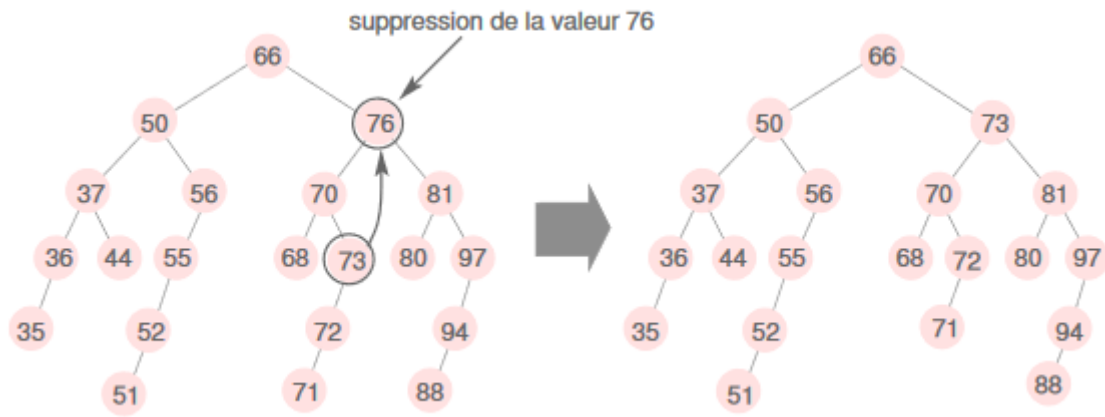 suppression de la valeur 76
66 66
50 76 50 73
37 56 70 81 37 56 70 81
36 44 55 68 73 80 97 36 44 55 68 72 80 97
35 52 72 94 35 52 71 94
51 71 88 51 88